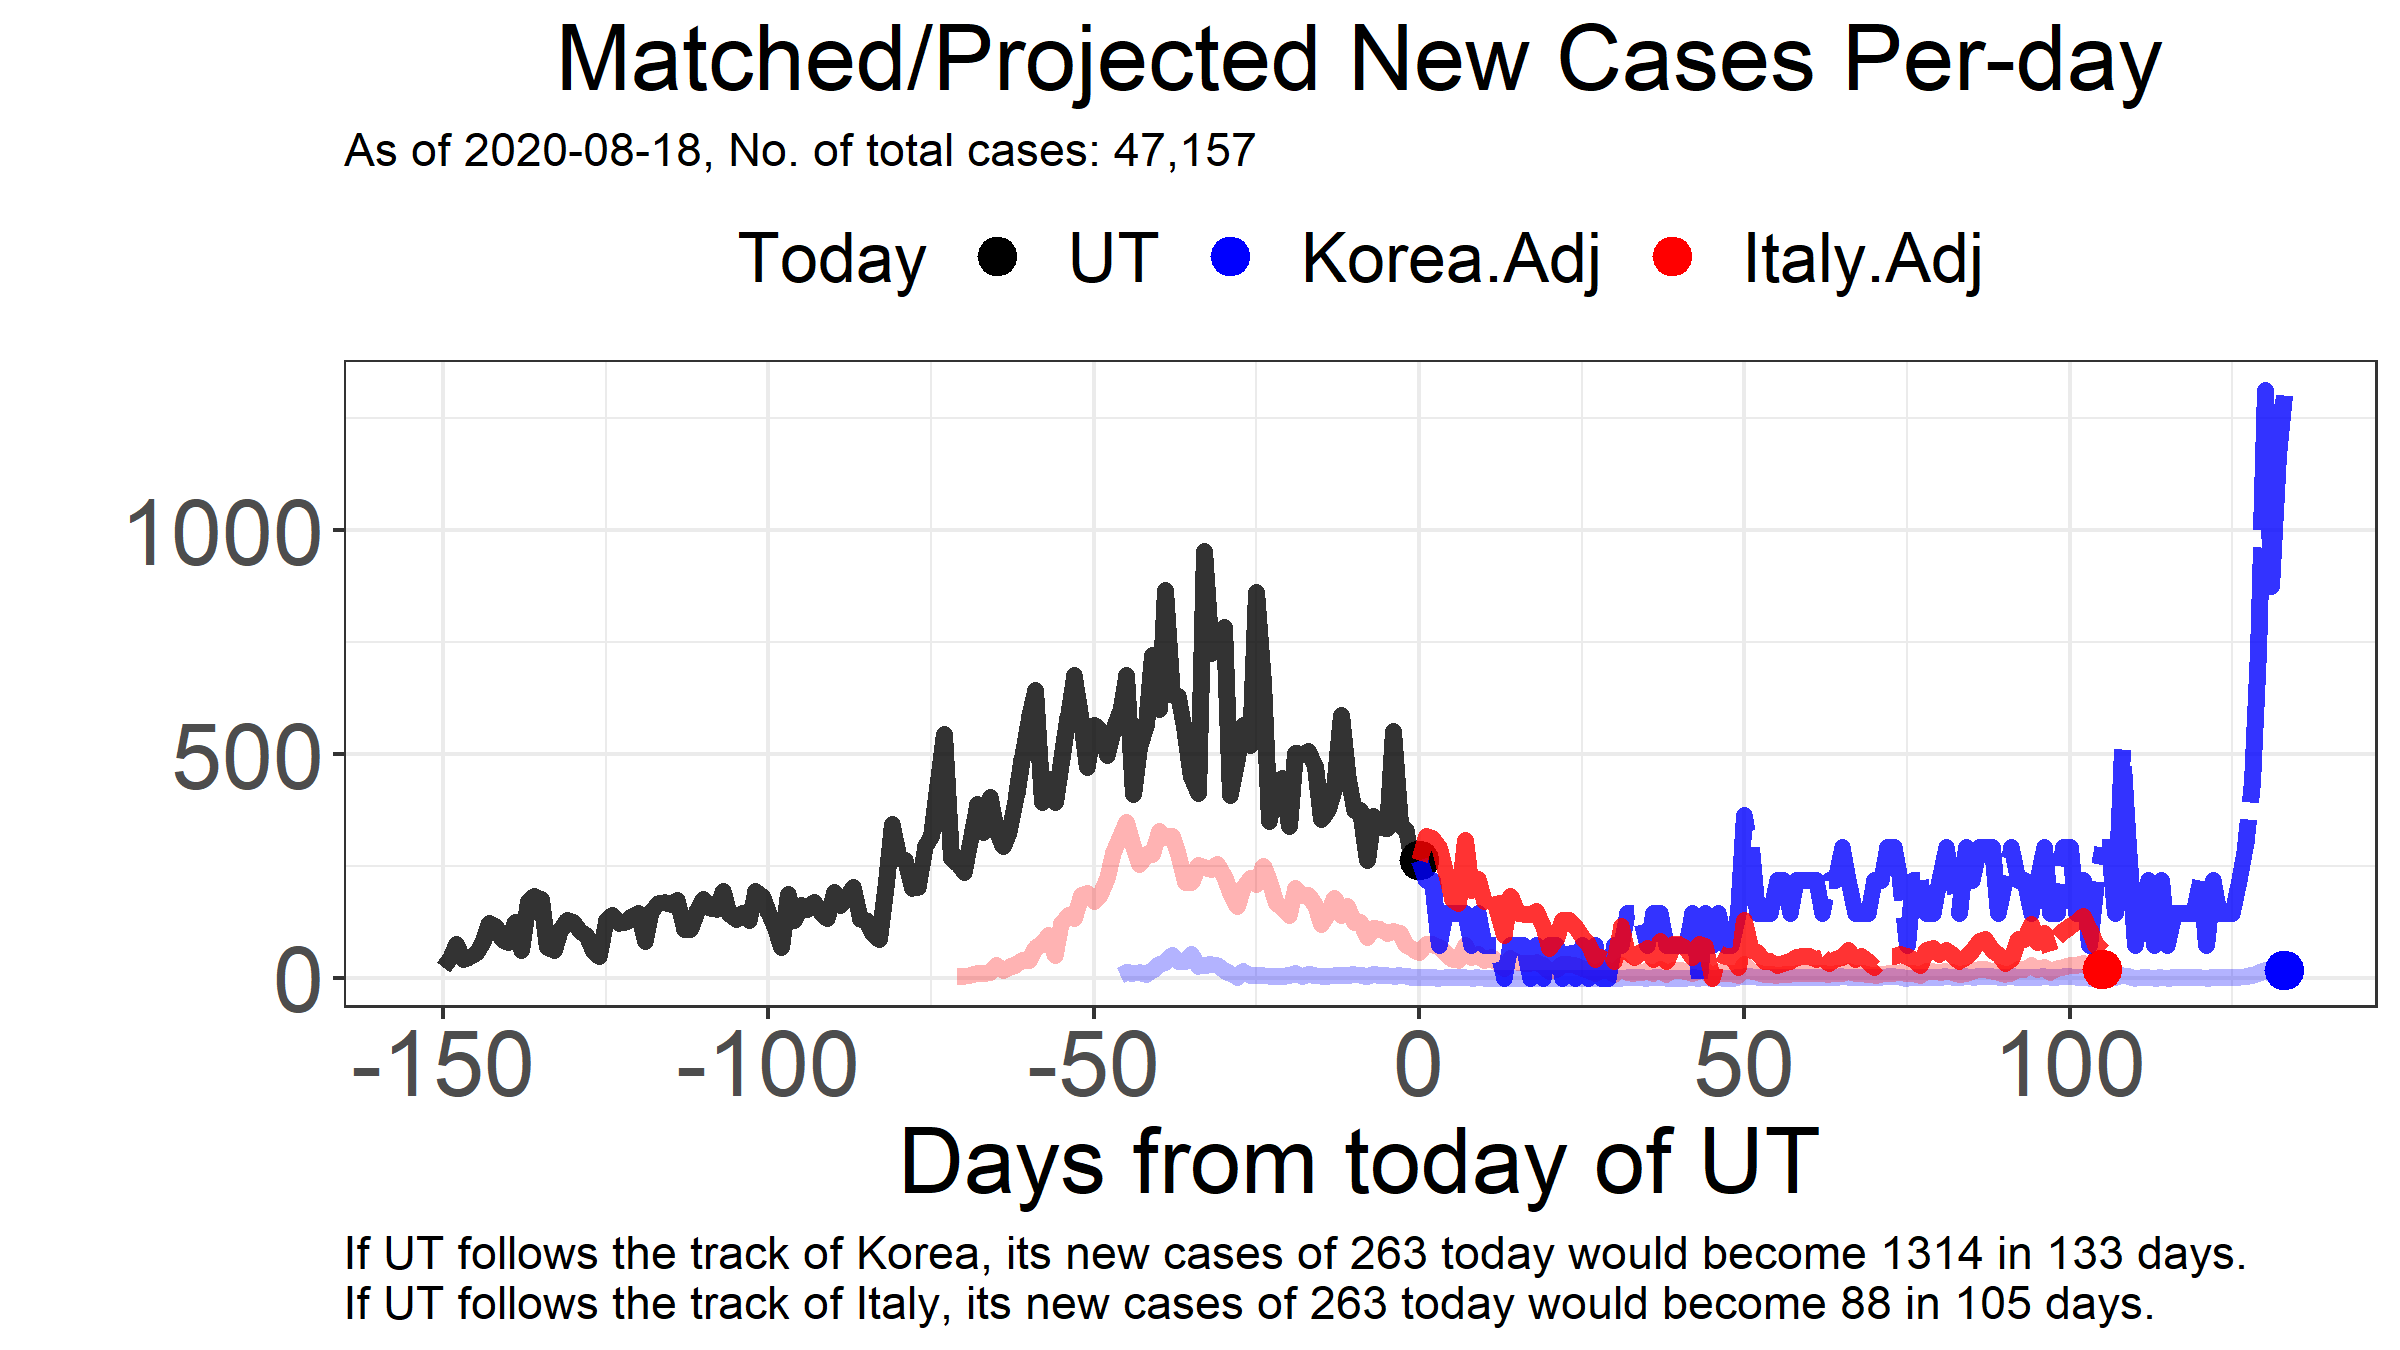 Matched/Projected New Cases Per-day
As of 2020-08-18, No. of total cases: 47,157
Today UT Korea.Adj Italy.Adj
1000
500
0
-150 -100 -50 0 50 100
Days from today of UT
If UT follows the track of Korea, its new cases of 263 today would become 1314 in 133 days.
If UT follows the track of Italy, its new cases of 263 today would become 88 in 105 days.